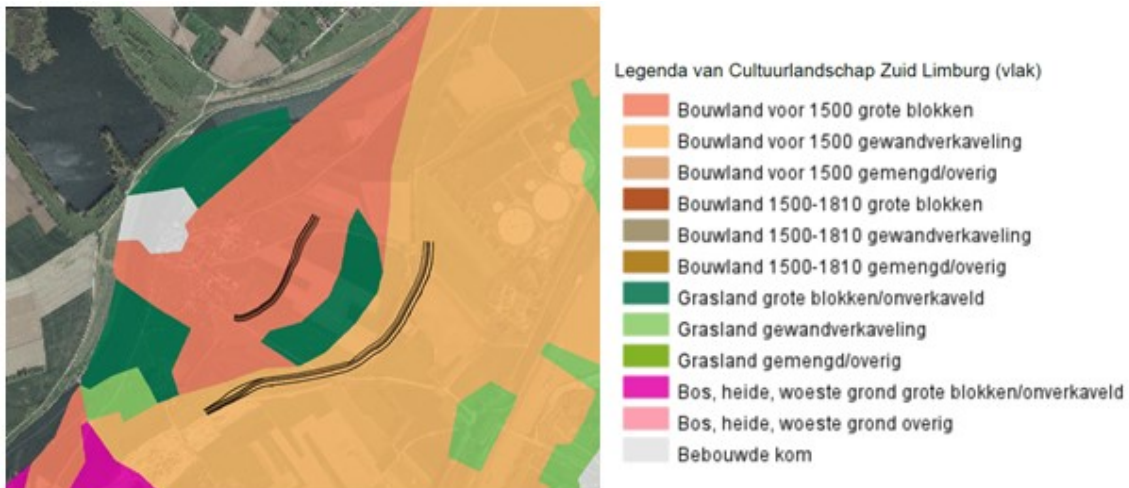 Legenda van Cultuurlandschap Zuid Limburg (vlak)
Bouwland voor 1500 grote blokken
Bouwland voor 1500 gewandverkaveling
Bouwland voor 1500 gemengd/overig
Bouwland 1500-1810 grote blokken
Bouwland 1500-1810 gewandverkaveling
Bouwland 1500-1810 gemengd/overig
Grasland grote blokken/onverkaveld
Grasland gewandverkaveling
Grasland gemengd/overig
Bos, heide, woeste grond grote blokken/onverkaveld
Bos, heide, woeste grond overig
Bebouwde kom